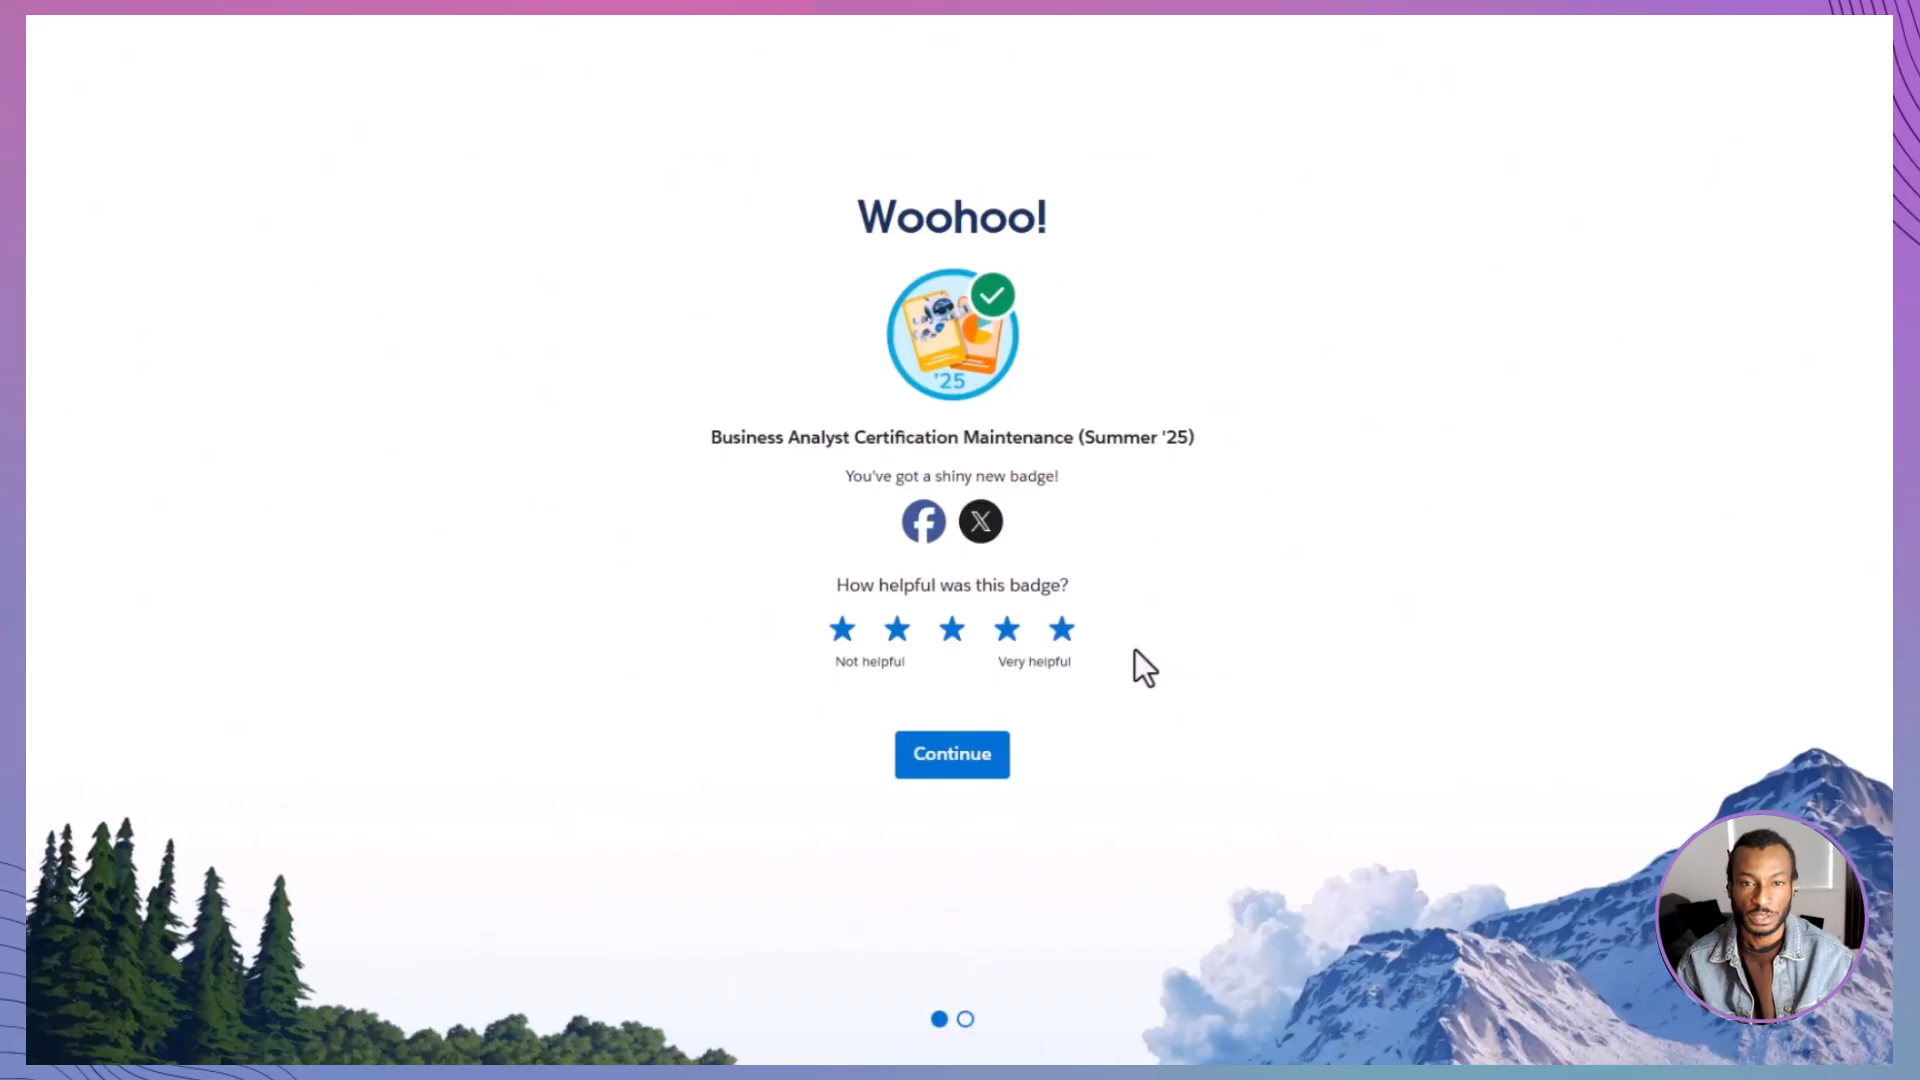 Woohoo!
'25
Business Analyst Certification Maintenance (Summer '25)
You've got a shiny new badge!
How helpful was this badge?
Not helpful
Very helpful
Continue